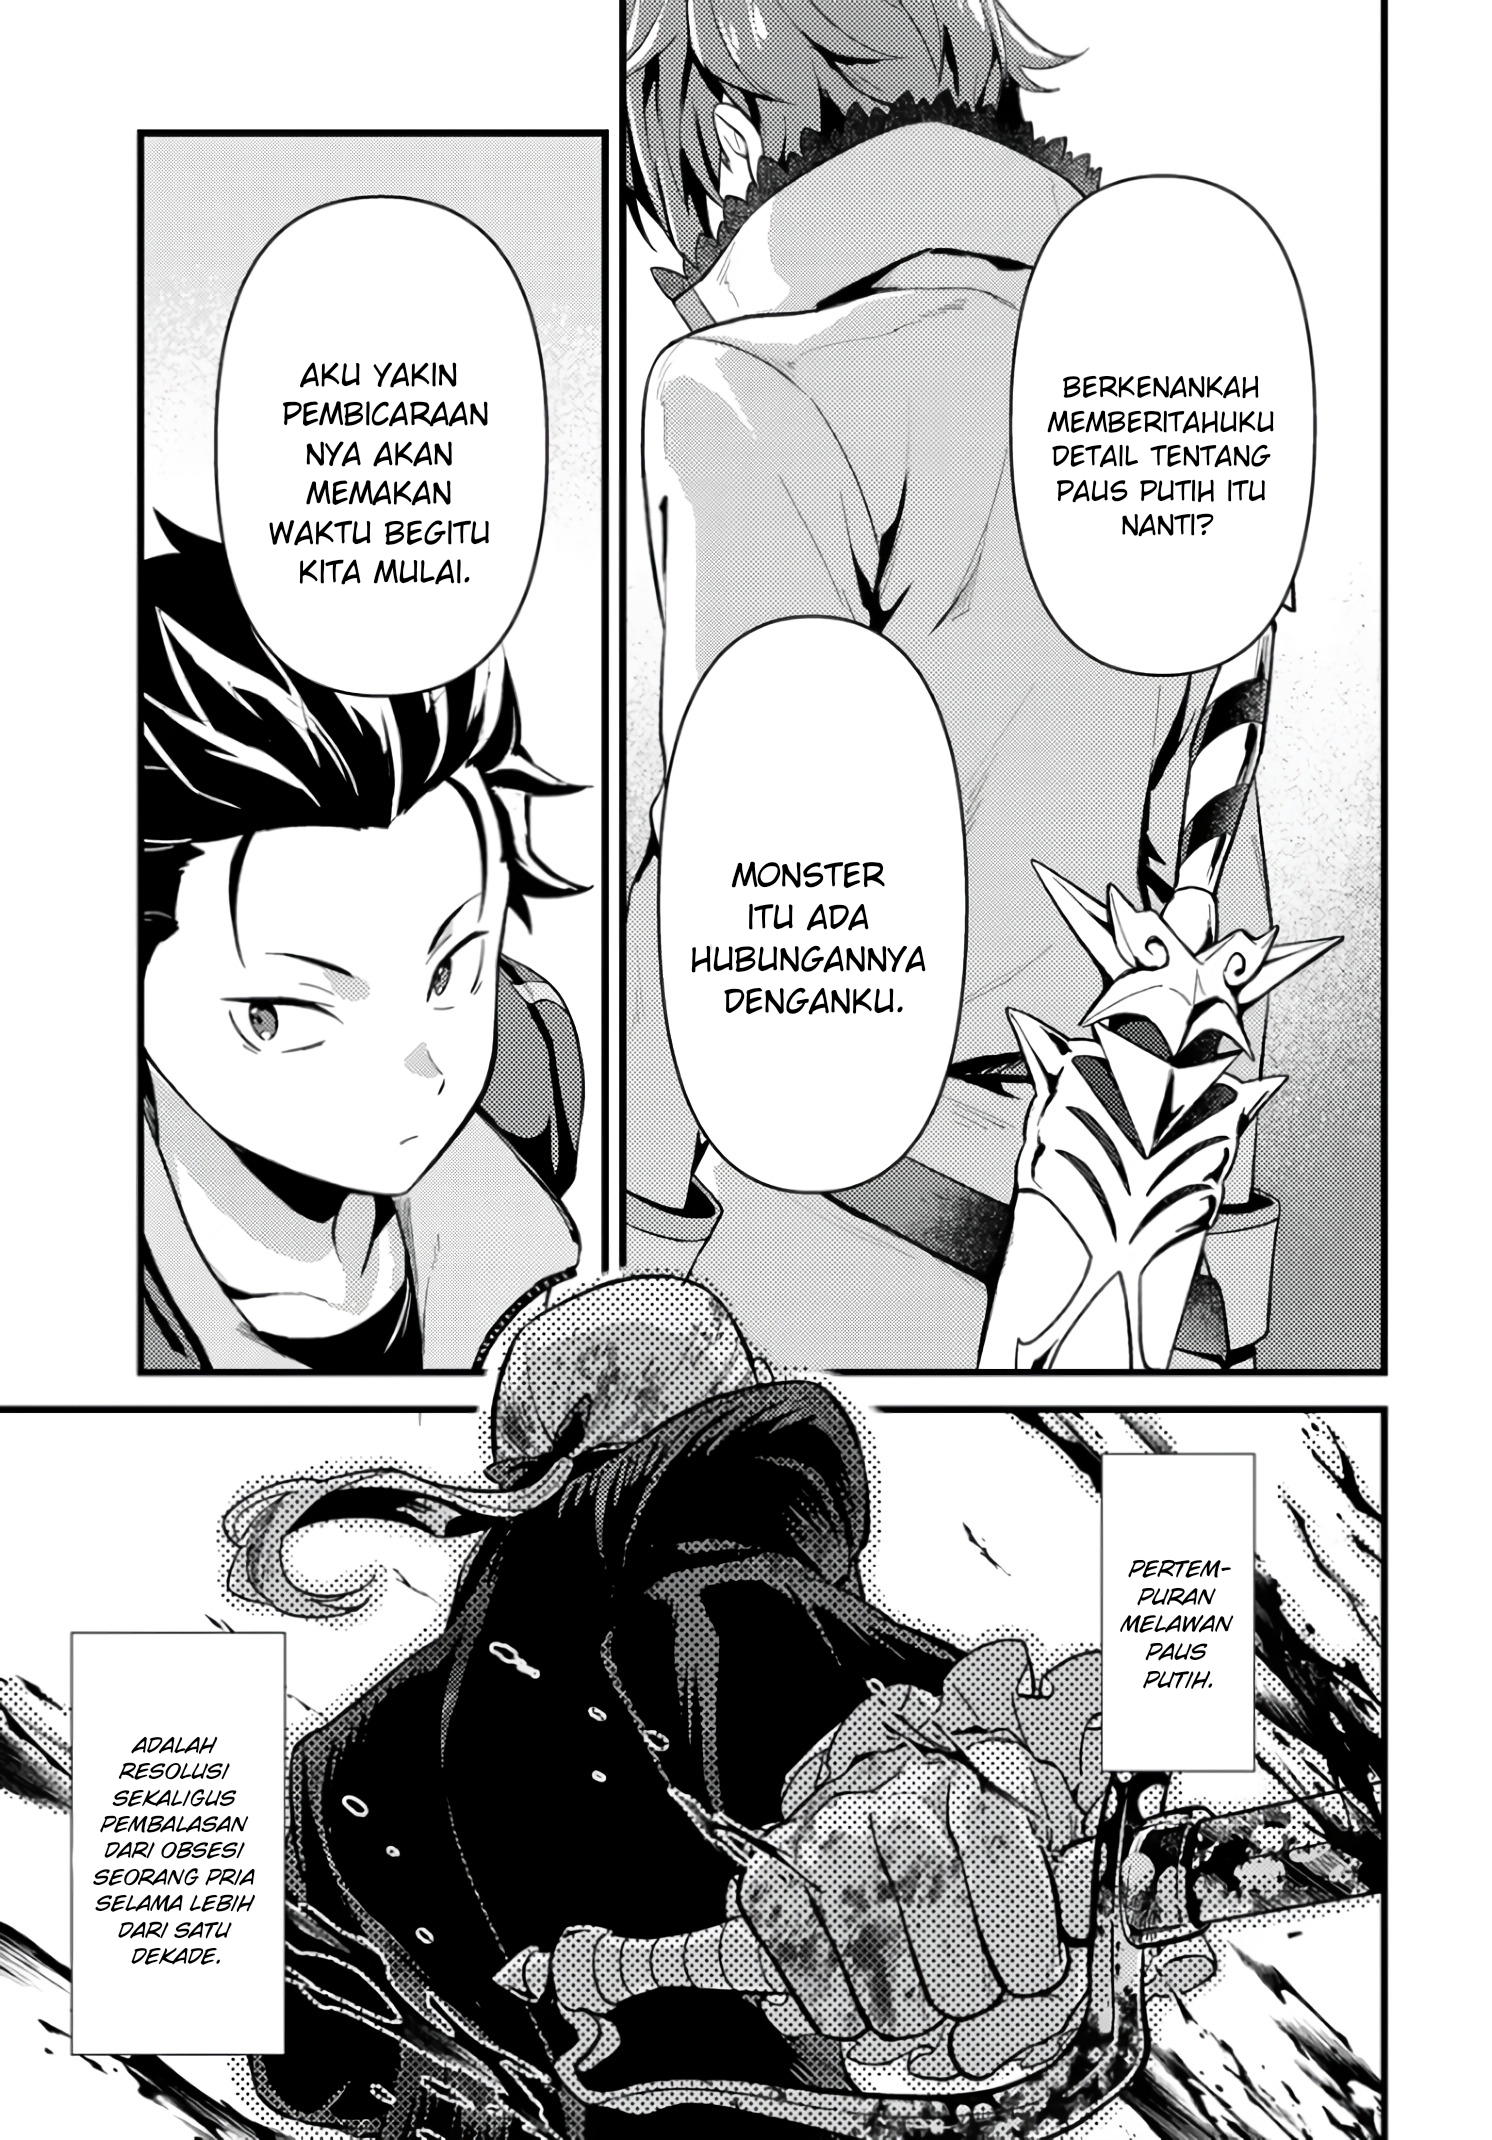 BERKENANKAH
MEMBERITAHUKU
DETAIL TENTANG
PAUS PUTIH ITU
NANTI?
MONSTER
ITU ADA
HUBUNGANNYA
DENGANKU.
AKU YAKIN
PEMBICARAAN
NYA AKAN
MEMAKAN
WAKTU BEGITU
KITA MULAI.
PERTEM-
PURAN
MELAWAN
PAUS
PUTIH.
ADALAH
RESOLUSI
SEKALIGUS
PEMBALASAN
DARI OBSESI
SEORANG PRIA
SELAMA LEBIH
DARI SATU
DEKADE.